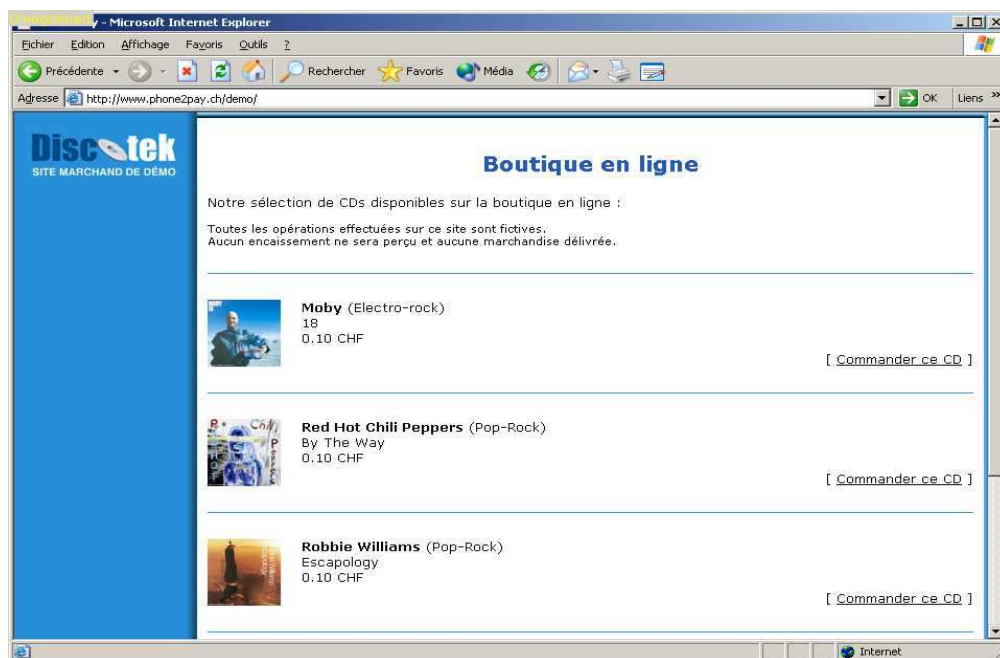 y - Microsoft Internet Explorer
Fichier Edition Affichage Favoris Outils ?
Précédente Rechercher Favoris Média
Adresse http://www.phone2pay.ch/demo/ OK Liens »
Discotek
SITE MARCHAND DE DÉMO
Boutique en ligne
Notre sélection de CDs disponibles sur la boutique en ligne :
Toutes les opérations effectuées sur ce site sont fictives.
Aucun encaissement ne sera perçu et aucune marchandise délivrée.
Moby (Electro-rock)
18
0.10 CHF
[ Commander ce CD ]
Red Hot Chili Peppers (Pop-Rock)
By The Way
0.10 CHF
[ Commander ce CD ]
Robbie Williams (Pop-Rock)
Escapology
0.10 CHF
[ Commander ce CD ]
Internet